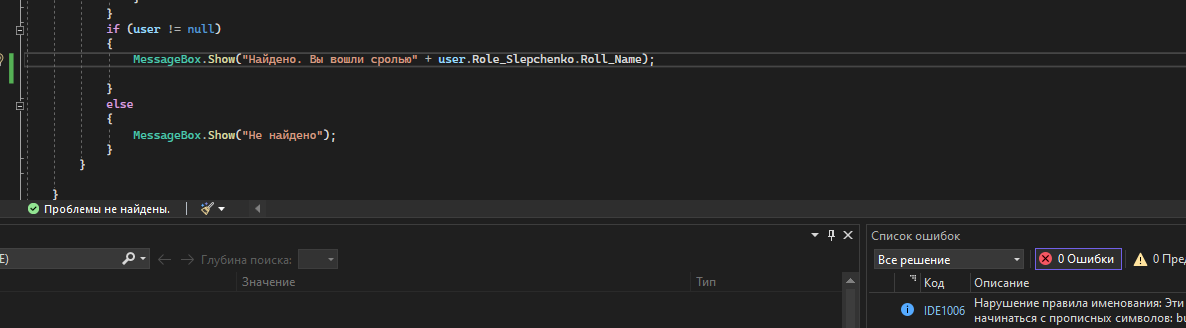 }
if (user != null)
{
MessageBox.Show("Найдено. Вы вошли сролью" + user.Role_Slepchenko.Roll_Name);
}
else
{
MessageBox.Show("Не найдено");
}
}
}
Проблемы не найдены.
E)
Глубина поиска:
Значение
Тип
Список ошибок
Все решение
0 Ошибки
0 Пред
Код
Описание
IDE1006
Нарушение правила именования: Эти
начинаться с прописных символов: bu